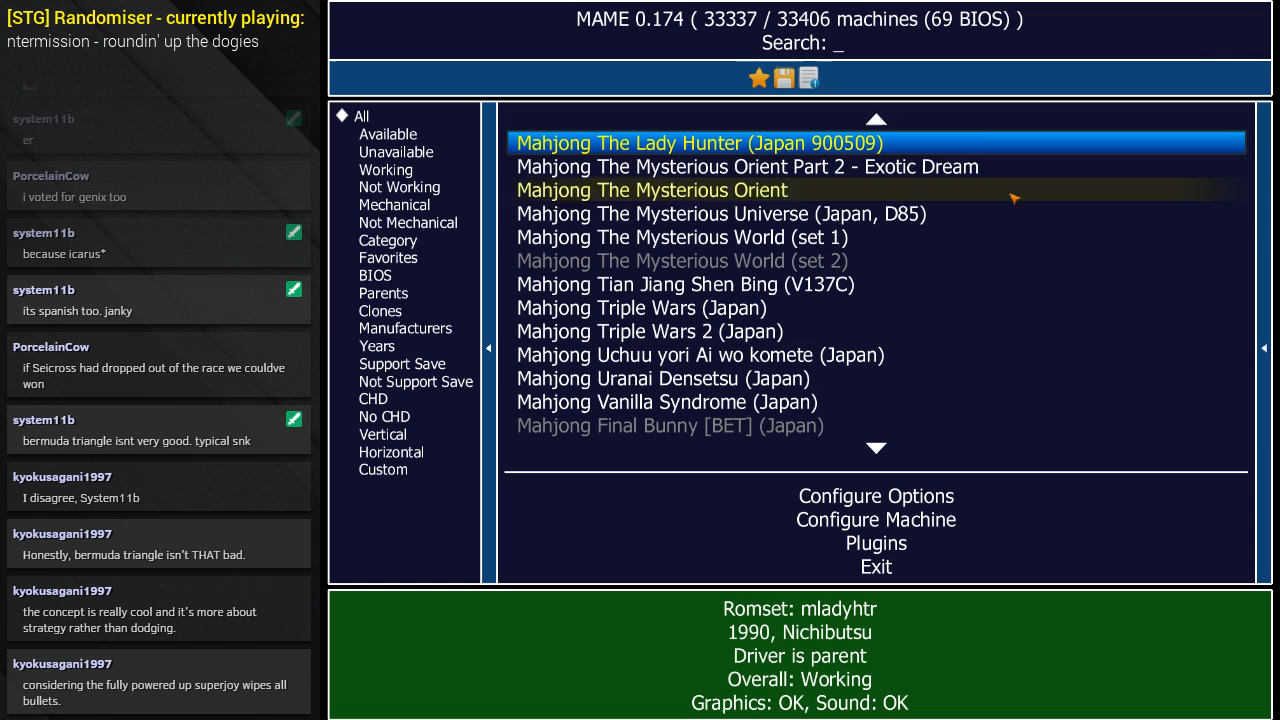 [STG] Randomiser - currently playing:
ntermission - roundin' up the dogies
system11b
er
PorcelainCow
i voted for genix too
system11b
because icarus*
system11b
its spanish too. janky
PorcelainCow
if Seicross had dropped out of the race we couldve
won
system11b
bermuda triangle isnt very good. typical snk
kyokusagani1997
I disagree, System11b
kyokusagani1997
Honestly, bermuda triangle isn't THAT bad.
kyokusagani1997
the concept is really cool and it's more about
strategy rather than dodging.
kyokusagani1997
considering the fully powered up superjoy wipes all
bullets.
MAME 0.174 ( 33337 / 33406 machines (69 BIOS) )
Search: _
All
Available
Unavailable
Working
Not Working
Mechanical
Not Mechanical
Category
Favorites
BIOS
Parents
Clones
Manufacturers
Years
Support Save
Not Support Save
CHD
No CHD
Vertical
Horizontal
Custom
Mahjong The Lady Hunter (Japan 900509)
Mahjong The Mysterious Orient Part 2 - Exotic Dream
Mahjong The Mysterious Orient
Mahjong The Mysterious Universe (Japan, D85)
Mahjong The Mysterious World (set 1)
Mahjong The Mysterious World (set 2)
Mahjong Tian Jiang Shen Bing (V137C)
Mahjong Triple Wars (Japan)
Mahjong Triple Wars 2 (Japan)
Mahjong Uchuu yori Ai wo komete (Japan)
Mahjong Uranai Densetsu (Japan)
Mahjong Vanilla Syndrome (Japan)
Mahjong Final Bunny [BET] (Japan)
Configure Options
Configure Machine
Plugins
Exit
Romset: mladyhtr
1990, Nichibutsu
Driver is parent
Overall: Working
Graphics: OK, Sound: OK